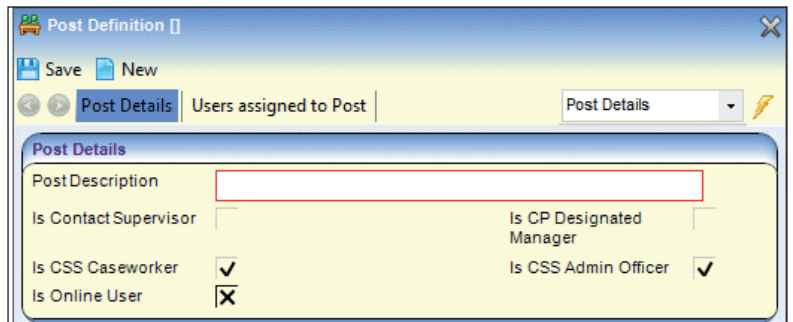 Post Definition []
Save New
Post Details Users assigned to Post Post Details
Post Details
Post Description
Is Contact Supervisor Is CP Designated
Manager
Is CSS Caseworker Is CSS Admin Officer
Is Online User